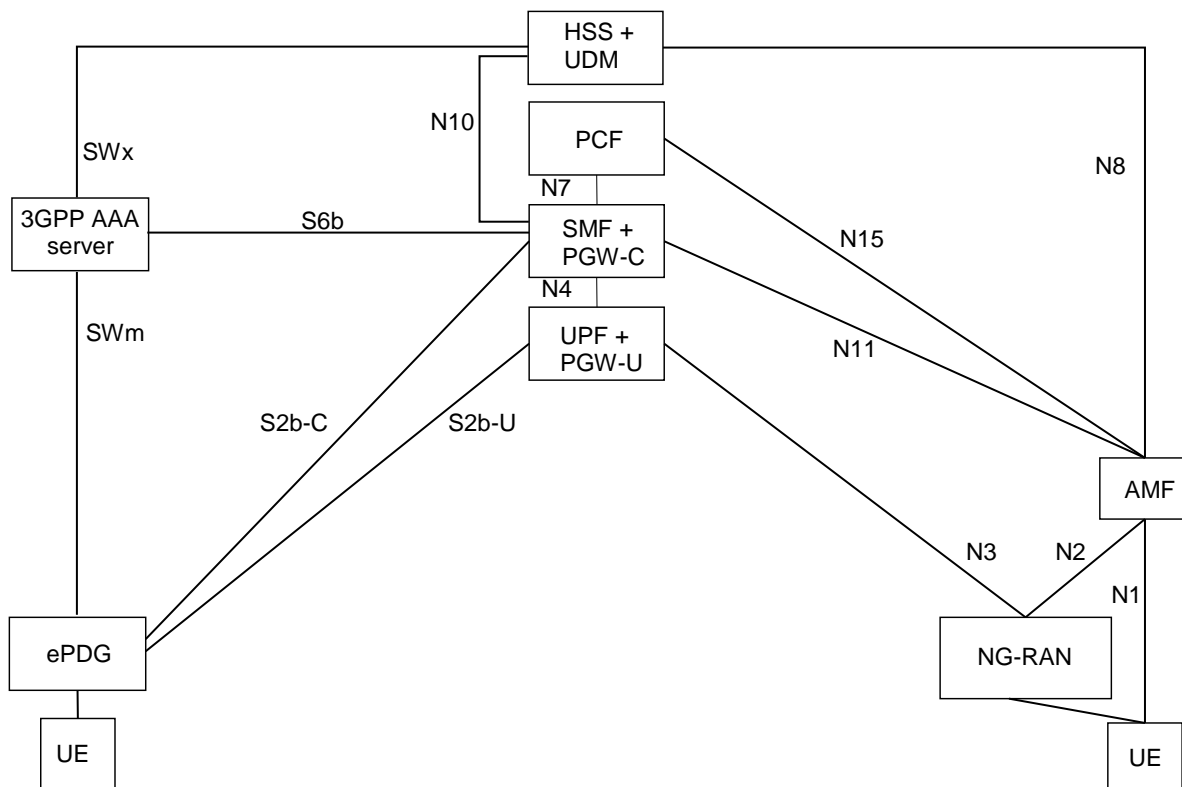 HSS +
UDM
N10
PCF
SWx
N8
N7
3GPP AAA
server
S6b
SMF +
PGW-C
N15
N4
SWm
UPF +
PGW-U
N11
S2b-C
S2b-U
AMF
N3
N2
N1
ePDG
NG-RAN
UE
UE